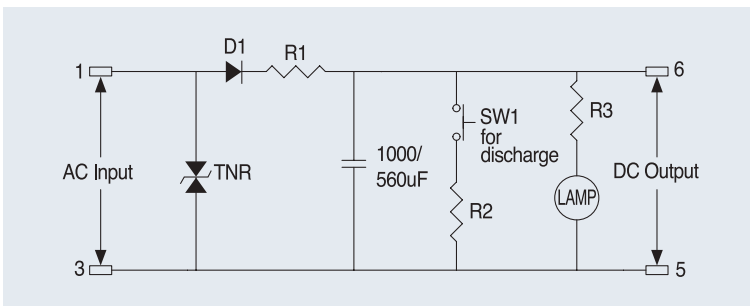 D1
R1
1
6
SW1
for
discharge
R3
1000/
560uF
AC Input
TNR
DC Output
LAMP
R2
3
5